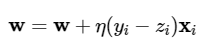 w = w + η(yᵢ − zᵢ)xᵢ